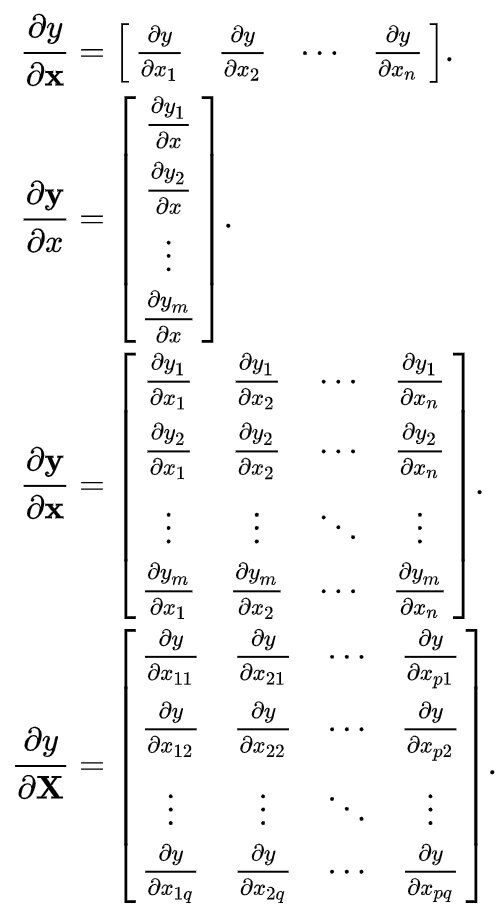 \frac{\partial y}{\partial \mathbf{x}} = \begin{bmatrix} \frac{\partial y}{\partial x_1} & \frac{\partial y}{\partial x_2} & \cdots & \frac{\partial y}{\partial x_n} \end{bmatrix}.
\frac{\partial \mathbf{y}}{\partial x} = \begin{bmatrix} \frac{\partial y_1}{\partial x} \\ \frac{\partial y_2}{\partial x} \\ \vdots \\ \frac{\partial y_m}{\partial x} \end{bmatrix}.
\frac{\partial \mathbf{y}}{\partial \mathbf{x}} = \begin{bmatrix} \frac{\partial y_1}{\partial x_1} & \frac{\partial y_1}{\partial x_2} & \cdots & \frac{\partial y_1}{\partial x_n} \\ \frac{\partial y_2}{\partial x_1} & \frac{\partial y_2}{\partial x_2} & \cdots & \frac{\partial y_2}{\partial x_n} \\ \vdots & \vdots & \ddots & \vdots \\ \frac{\partial y_m}{\partial x_1} & \frac{\partial y_m}{\partial x_2} & \cdots & \frac{\partial y_m}{\partial x_n} \end{bmatrix}.
\frac{\partial y}{\partial \mathbf{X}} = \begin{bmatrix} \frac{\partial y}{\partial x_{11}} & \frac{\partial y}{\partial x_{21}} & \cdots & \frac{\partial y}{\partial x_{p1}} \\ \frac{\partial y}{\partial x_{12}} & \frac{\partial y}{\partial x_{22}} & \cdots & \frac{\partial y}{\partial x_{p2}} \\ \vdots & \vdots & \ddots & \vdots \\ \frac{\partial y}{\partial x_{1q}} & \frac{\partial y}{\partial x_{2q}} & \cdots & \frac{\partial y}{\partial x_{pq}} \end{bmatrix}.